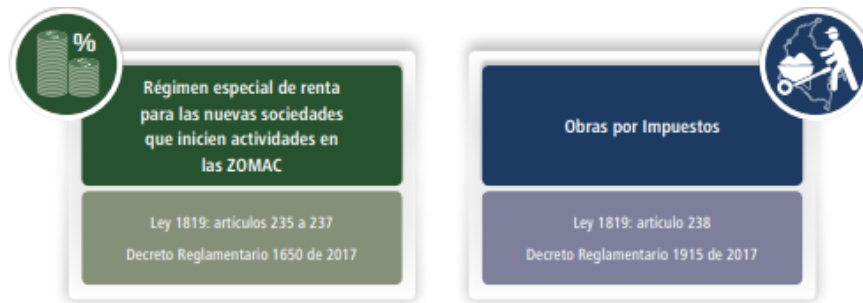 %
Régimen especial de renta
para las nuevas sociedades
que inicien actividades en
las ZOMAC
Ley 1819: artículos 235 a 237
Decreto Reglamentario 1650 de 2017
Obras por Impuestos
Ley 1819: artículo 238
Decreto Reglamentario 1915 de 2017